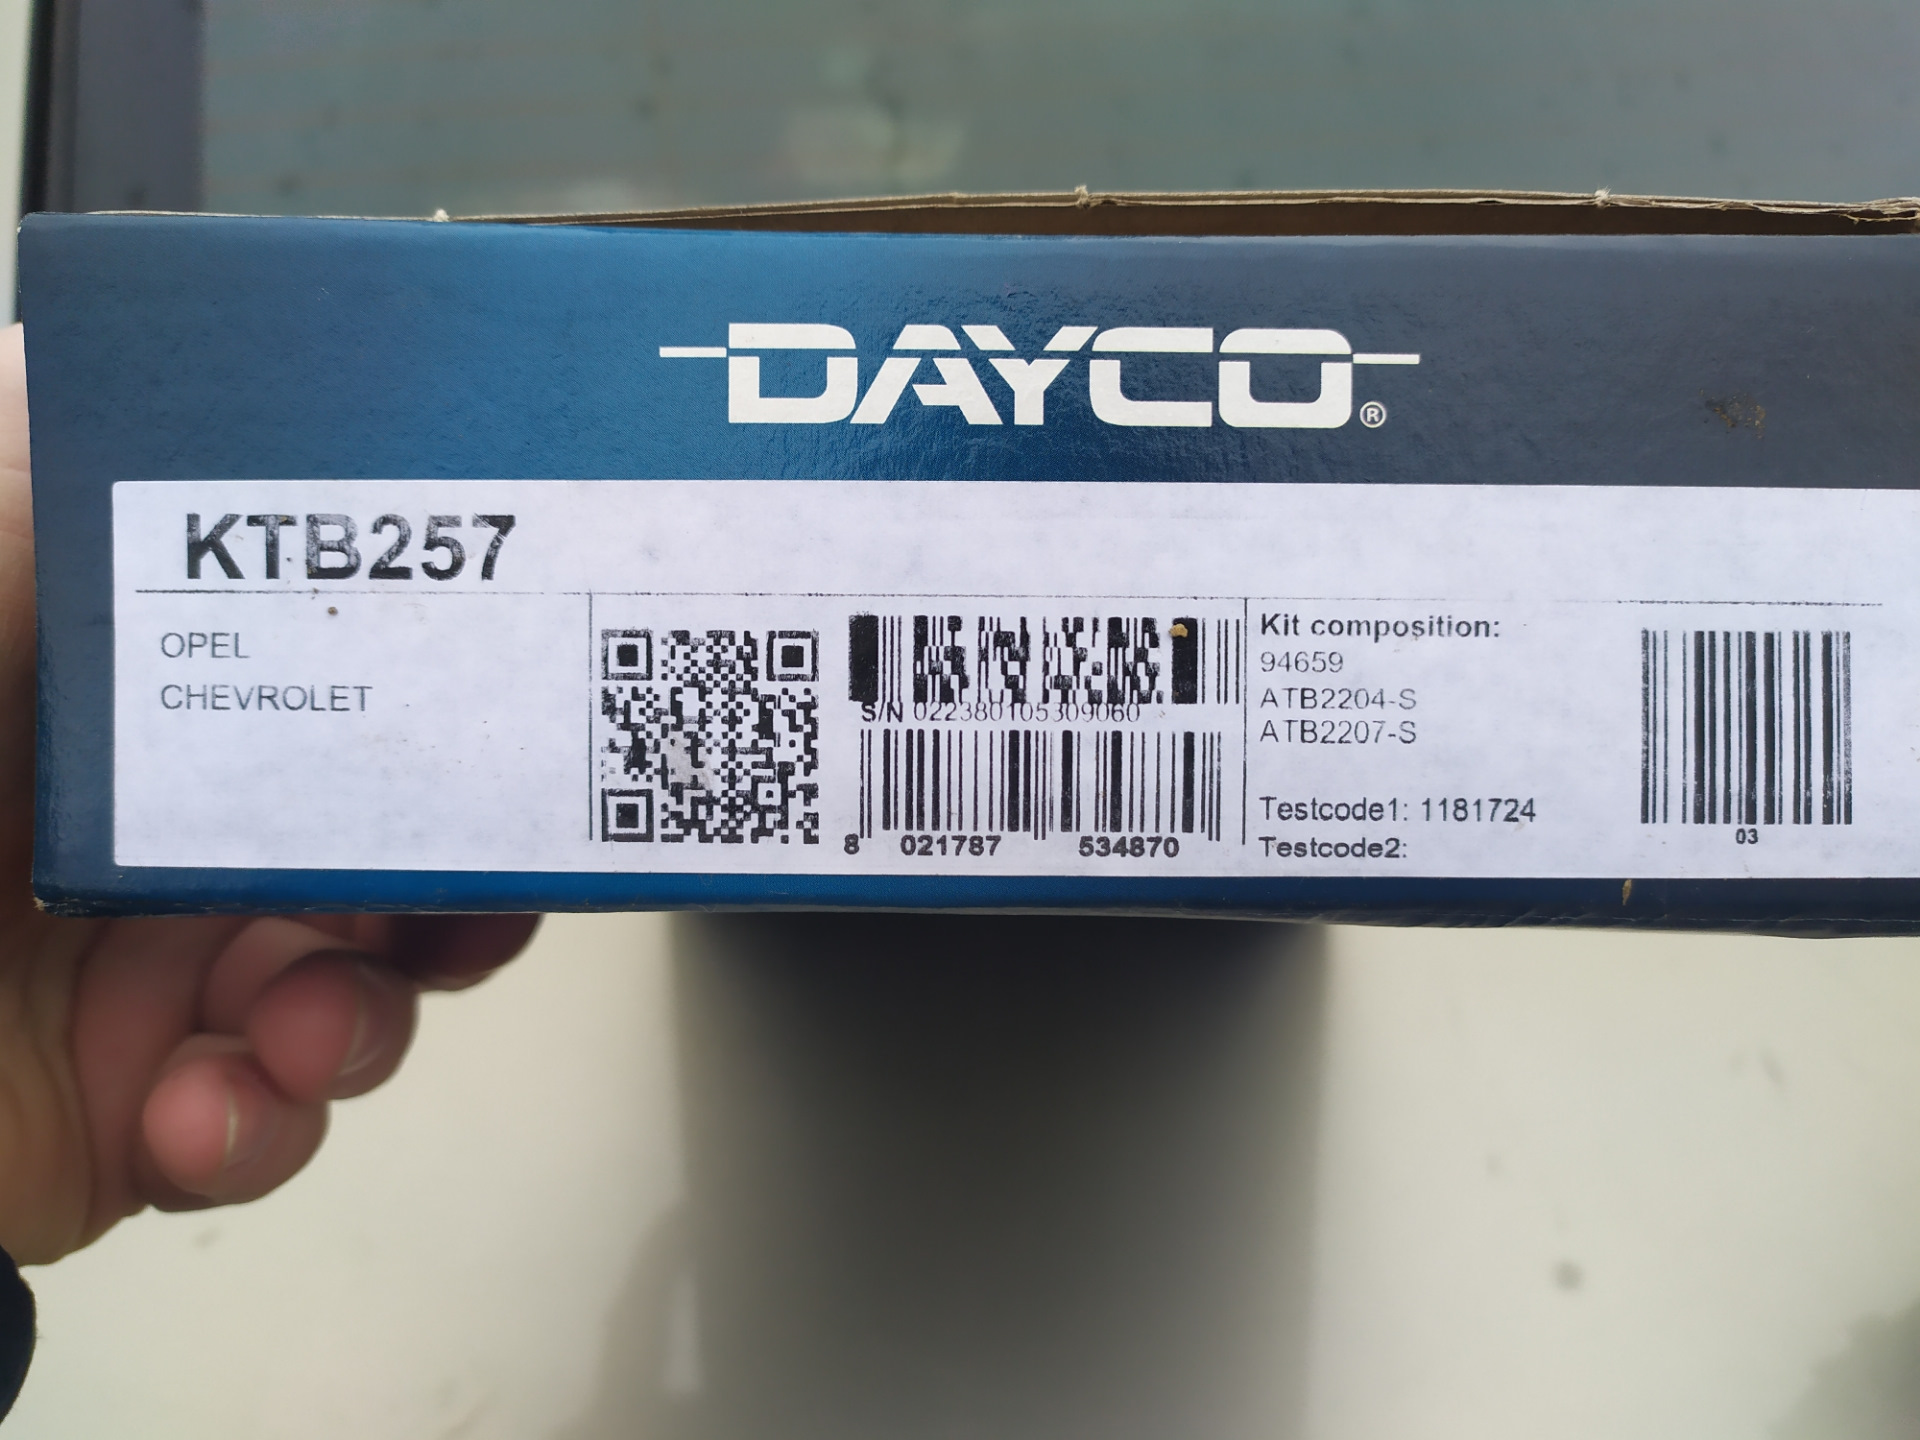 DAYCO®
KTB257
OPEL
CHEVROLET
S/N 022380105309060
8 021787 534870
Kit composition:
94659
ATB2204-S
ATB2207-S
Testcode1: 1181724
Testcode2:
03